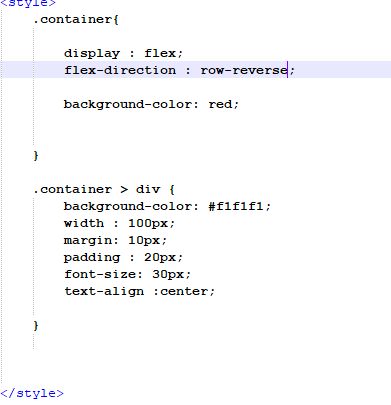 <style>
.container{
display : flex;
flex-direction : row-reverse;
background-color: red;
}
.container > div {
background-color: #f1f1f1;
width : 100px;
margin: 10px;
padding : 20px;
font-size: 30px;
text-align :center;
}
</style>